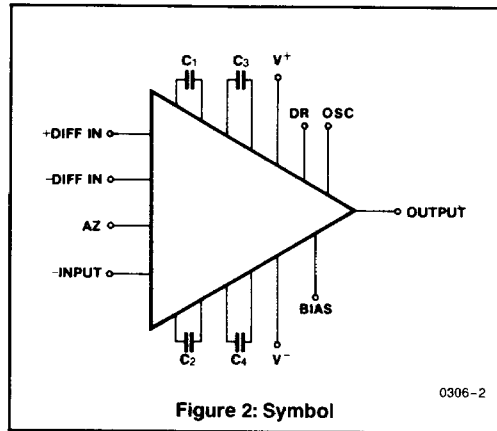 C1 C3 V+
DR OSC
+DIFF IN
-DIFF IN
AZ
-INPUT
OUTPUT
BIAS
C2 C4 V-
0306-2
Figure 2: Symbol